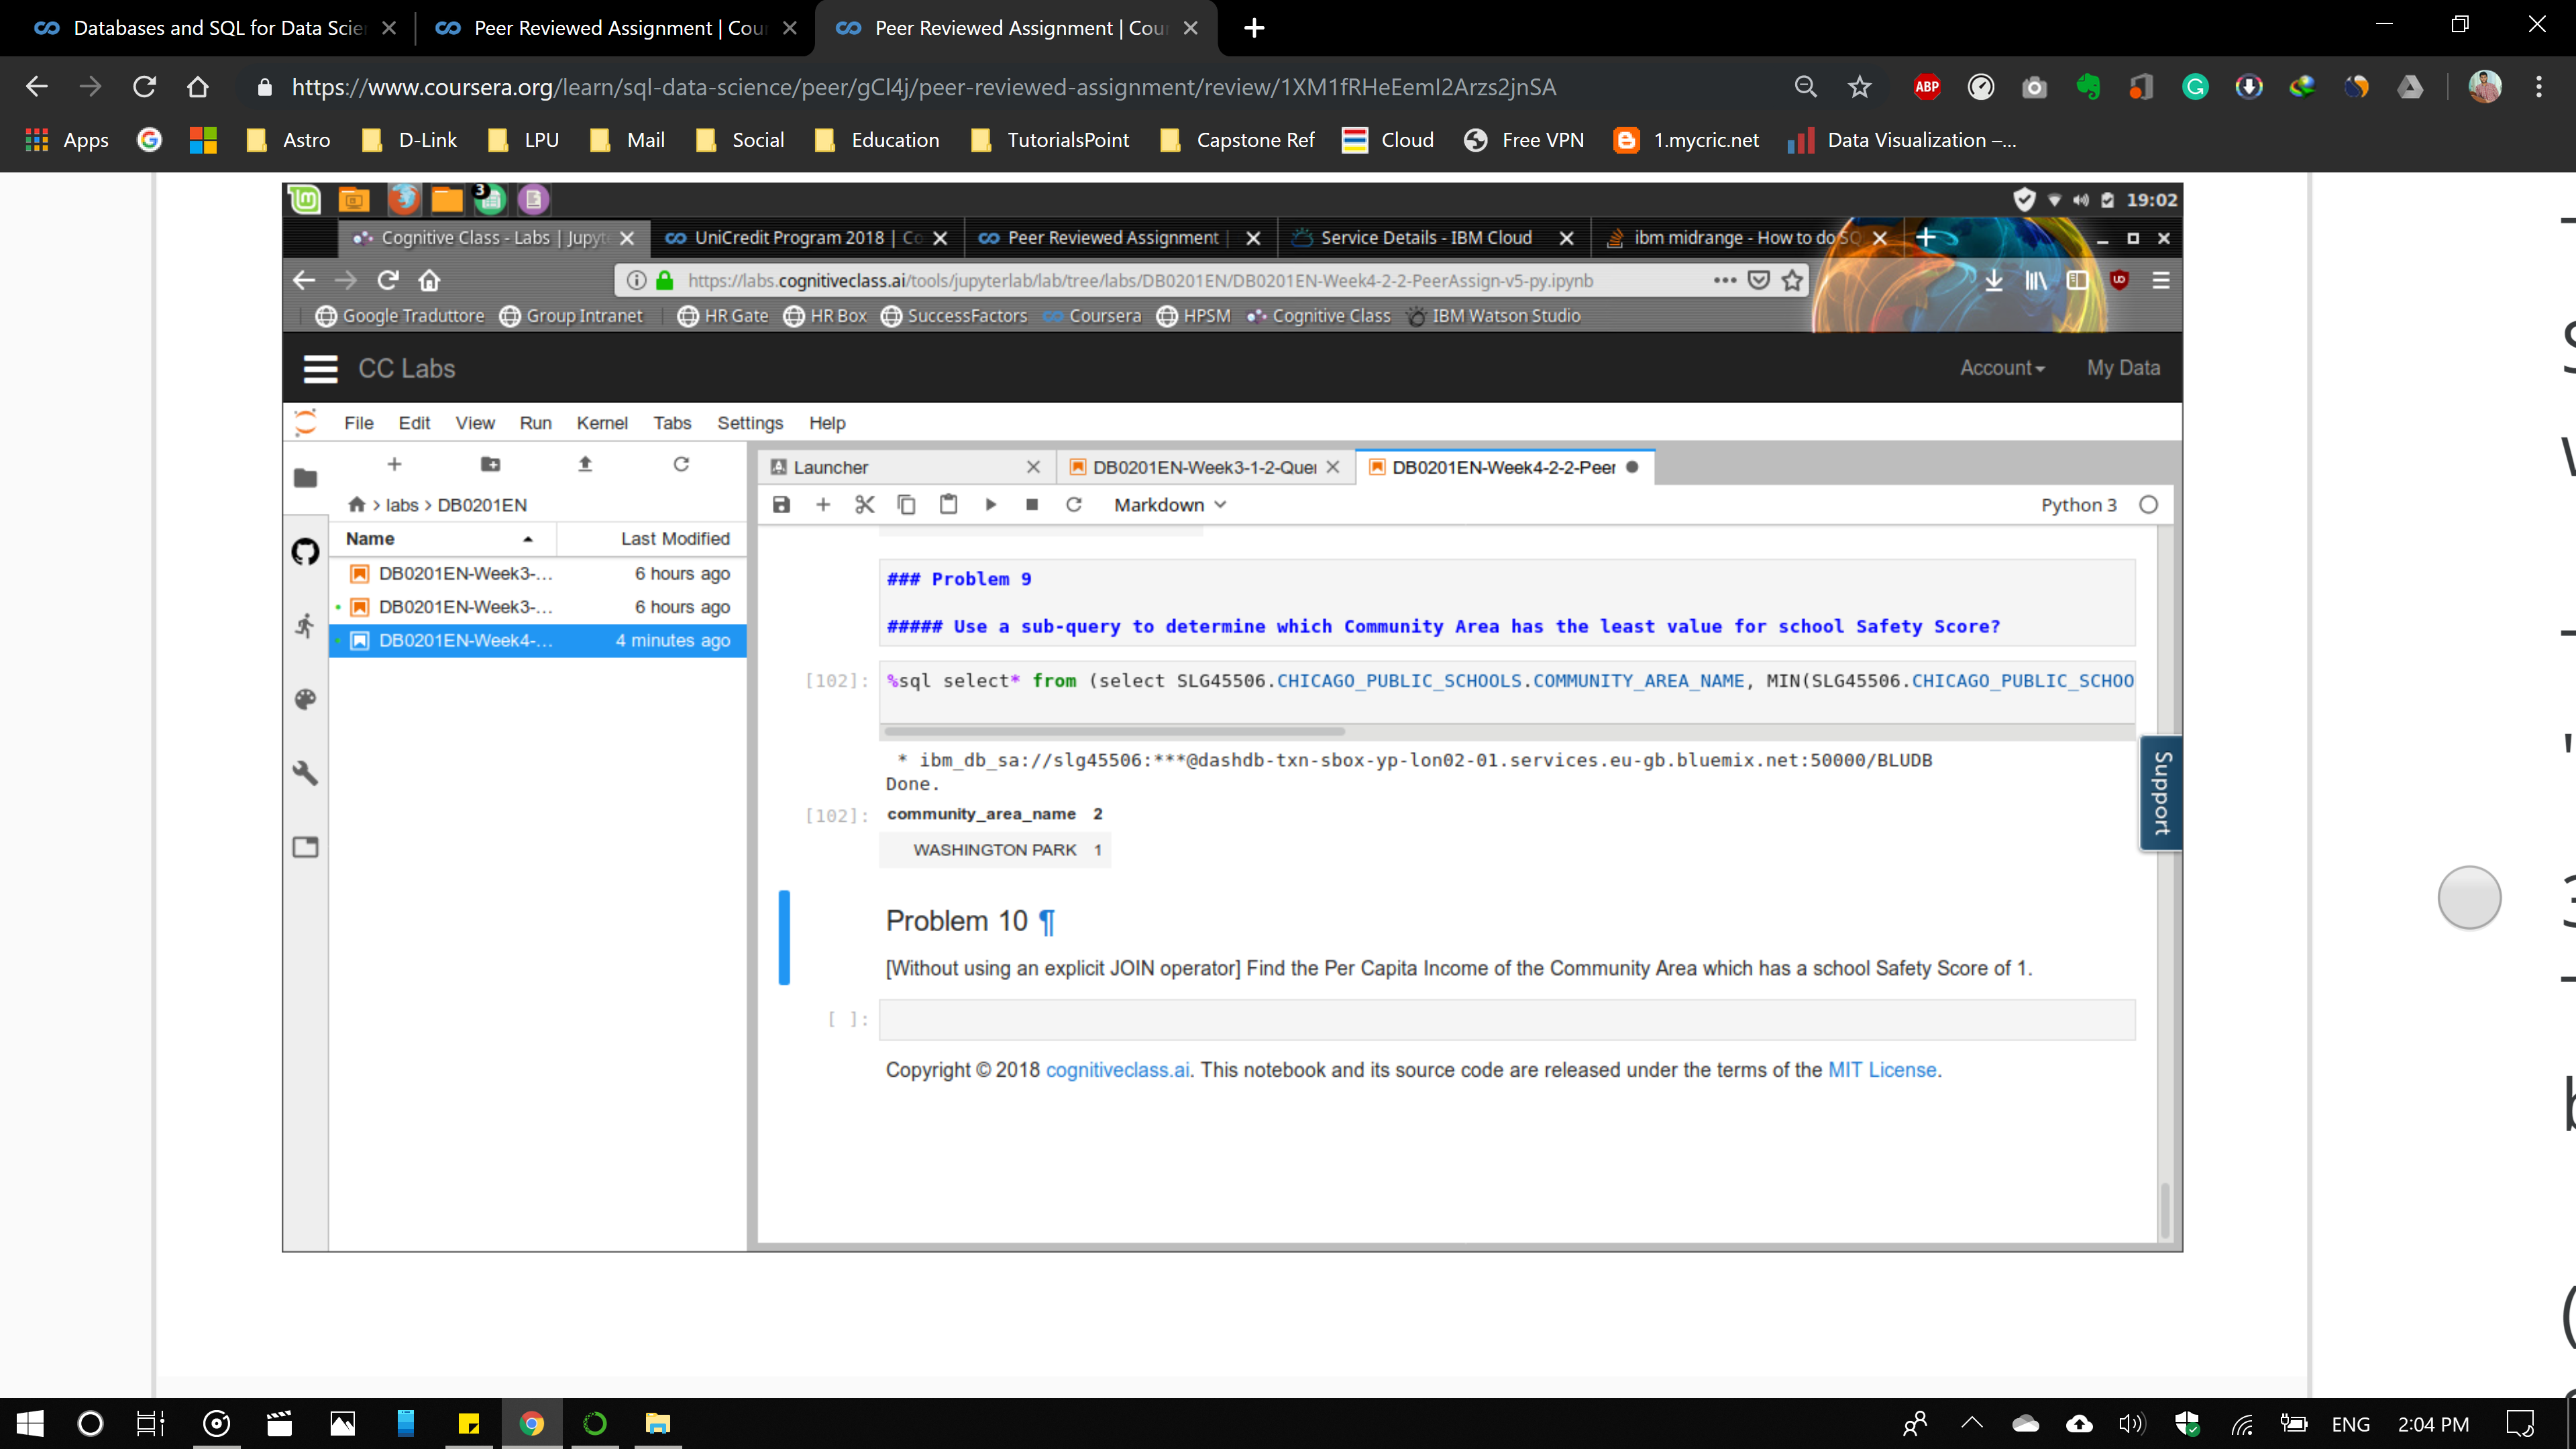 Databases and SQL for Data Scie
Peer Reviewed Assignment | Cour
Peer Reviewed Assignment | Cour
https://www.coursera.org/learn/sql-data-science/peer/gCl4j/peer-reviewed-assignment/review/1XM1fRHeEemI2Arzs2jnSA
ABP
Apps
Astro
D-Link
LPU
Mail
Social
Education
TutorialsPoint
Capstone Ref
Cloud
Free VPN
1.mycric.net
Data Visualization –...
3
19:02
Cognitive Class - Labs | Jupyte
UniCredit Program 2018 | Co
Peer Reviewed Assignment |
Service Details - IBM Cloud
ibm midrange - How to do SQ
https://labs.cognitiveclass.ai/tools/jupyterlab/lab/tree/labs/DB0201EN/DB0201EN-Week4-2-2-PeerAssign-v5-py.ipynb
Google Traduttore
Group Intranet
HR Gate
HR Box
SuccessFactors
Coursera
HPSM
Cognitive Class
IBM Watson Studio
CC Labs
Account
My Data
File Edit View Run Kernel Tabs Settings Help
Launcher
DB0201EN-Week3-1-2-Quer
DB0201EN-Week4-2-2-Peer
> labs > DB0201EN
Markdown
Python 3
Name Last Modified
DB0201EN-Week3-... 6 hours ago
DB0201EN-Week3-... 6 hours ago
DB0201EN-Week4-... 4 minutes ago
### Problem 9
##### Use a sub-query to determine which Community Area has the least value for school Safety Score?
[102]: %sql select* from (select SLG45506.CHICAGO_PUBLIC_SCHOOLS.COMMUNITY_AREA_NAME, MIN(SLG45506.CHICAGO_PUBLIC_SCHOO
* ibm_db_sa://slg45506:***@dashdb-txn-sbox-yp-lon02-01.services.eu-gb.bluemix.net:50000/BLUDB
Done.
[102]: community_area_name 2
WASHINGTON PARK 1
Support
Problem 10 ¶
[Without using an explicit JOIN operator] Find the Per Capita Income of the Community Area which has a school Safety Score of 1.
[ ]:
Copyright © 2018 cognitiveclass.ai. This notebook and its source code are released under the terms of the MIT License.
ENG
2:04 PM